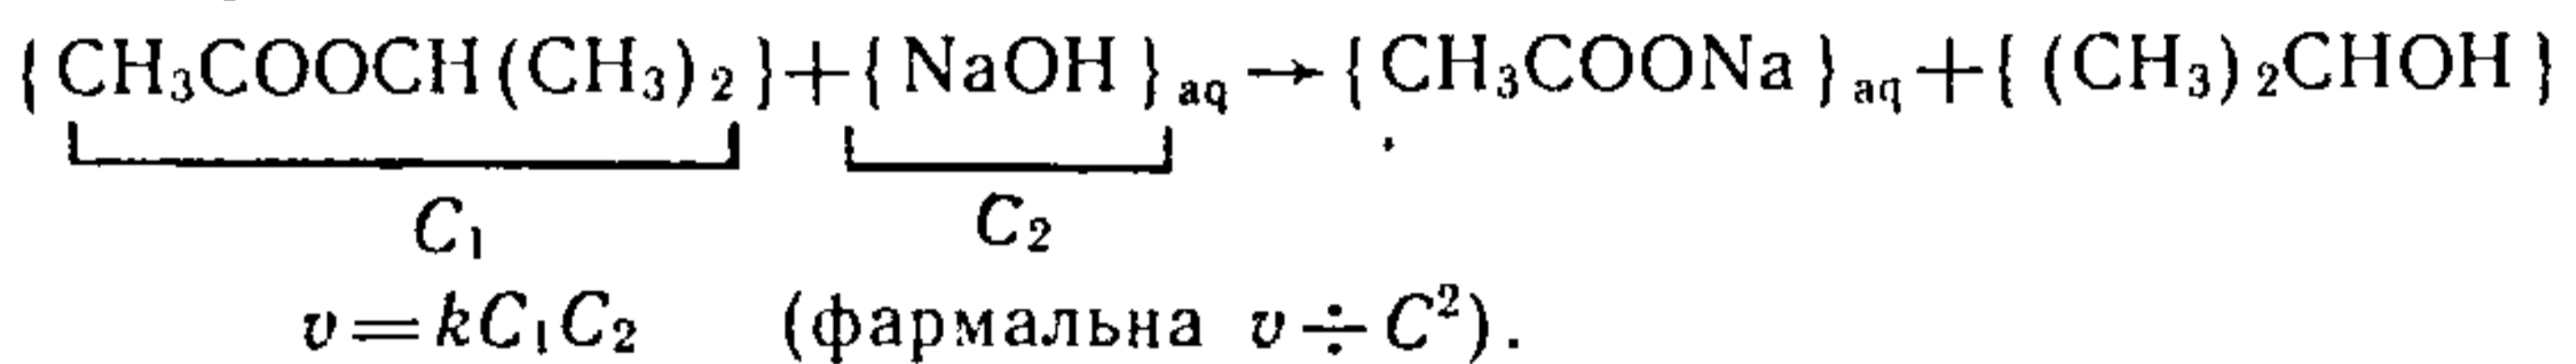 {CH₃COOCH(CH₃)₂}+{NaOH}aq→{CH₃COONa}aq+{(CH₃)₂CHOH}
C₁ C₂
v=kC₁C₂ (фармальна v÷C²).